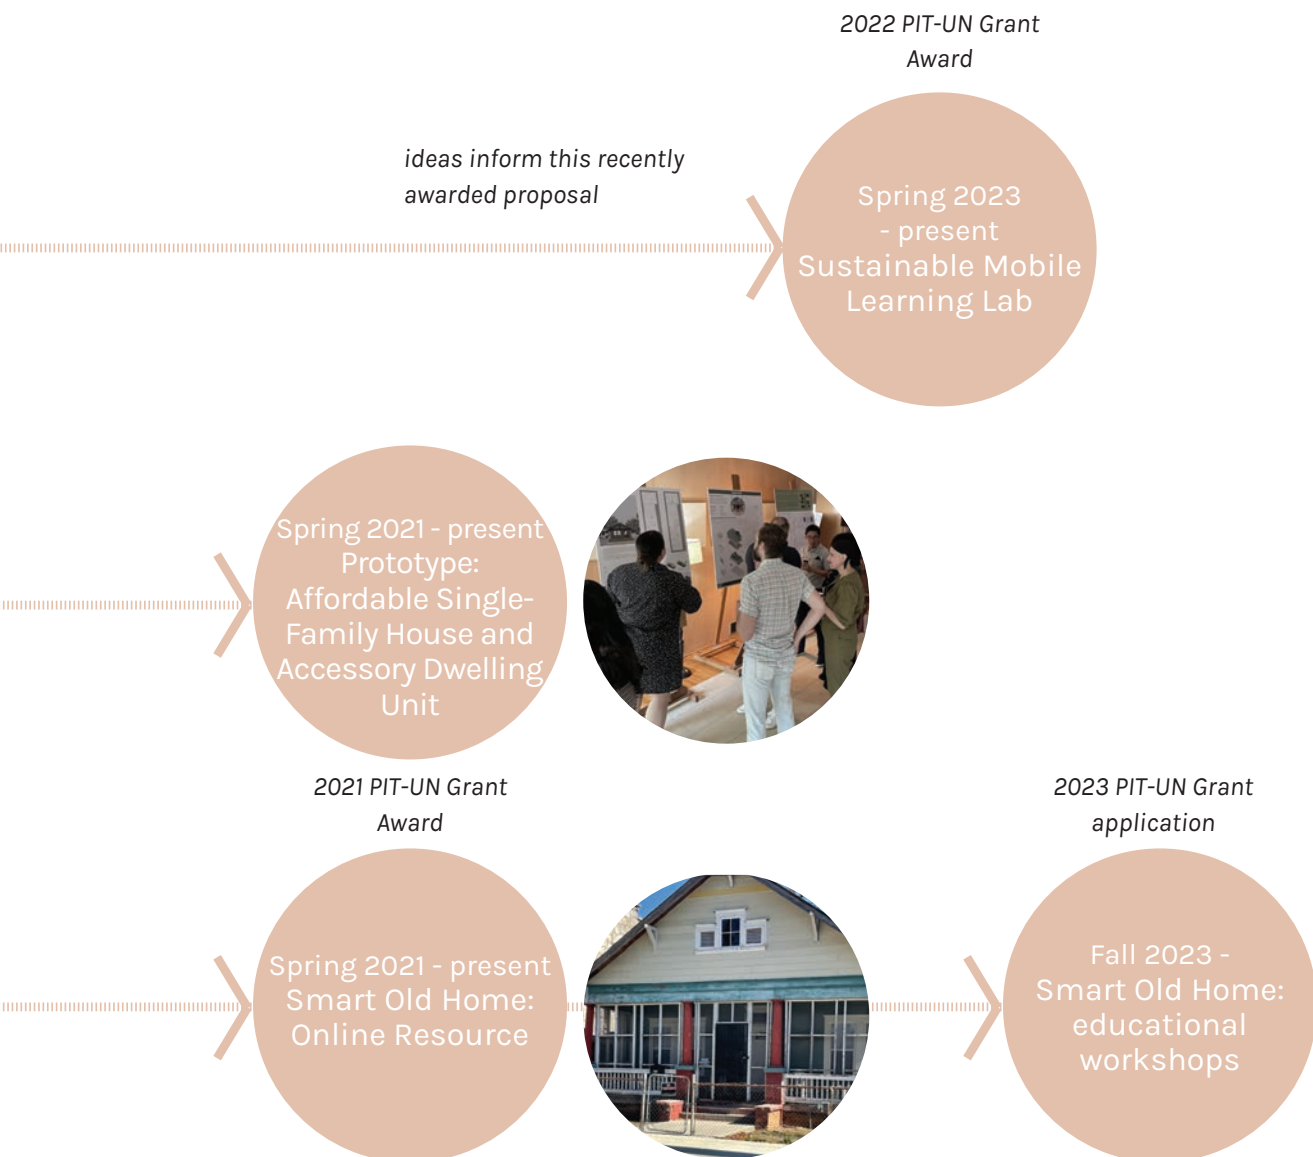 2022 PIT-UN Grant
Award
ideas inform this recently
awarded proposal
Spring 2023
- present
Sustainable Mobile
Learning Lab
Spring 2021 - present
Prototype:
Affordable Single-
Family House and
Accessory Dwelling
Unit
2021 PIT-UN Grant
Award
2023 PIT-UN Grant
application
Spring 2021 - present
Smart Old Home:
Online Resource
Fall 2023 -
Smart Old Home:
educational
workshops